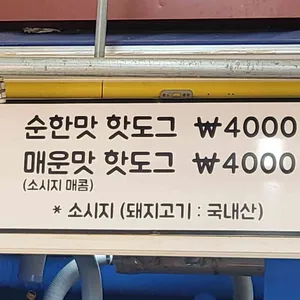 순한맛 핫도그 ₩4000
매운맛 핫도그 ₩4000
(소시지 매콤)
* 소시지 (돼지고기 : 국내산)